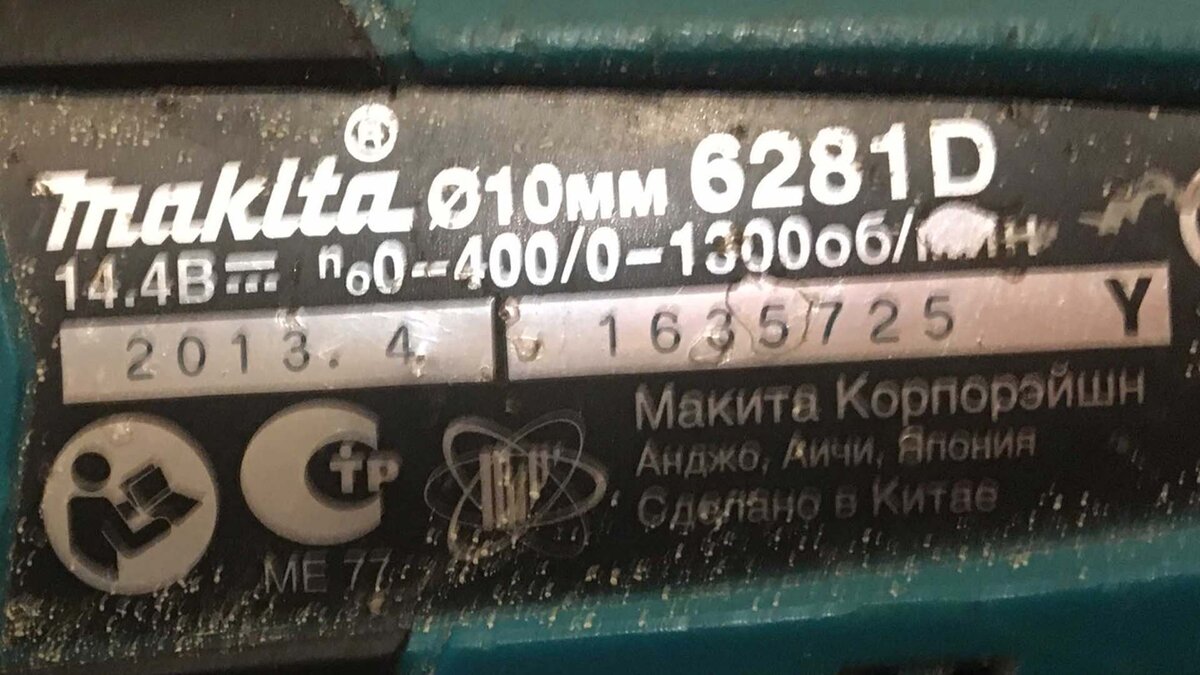 makita® Ø10мм 6281D
14.4В n₀0-400/0-1300об/мин
2013. 4 1635725 Y
Макита Корпорэйшн
Анджо, Аичи, Япония
Сделано в Китае
ME 77